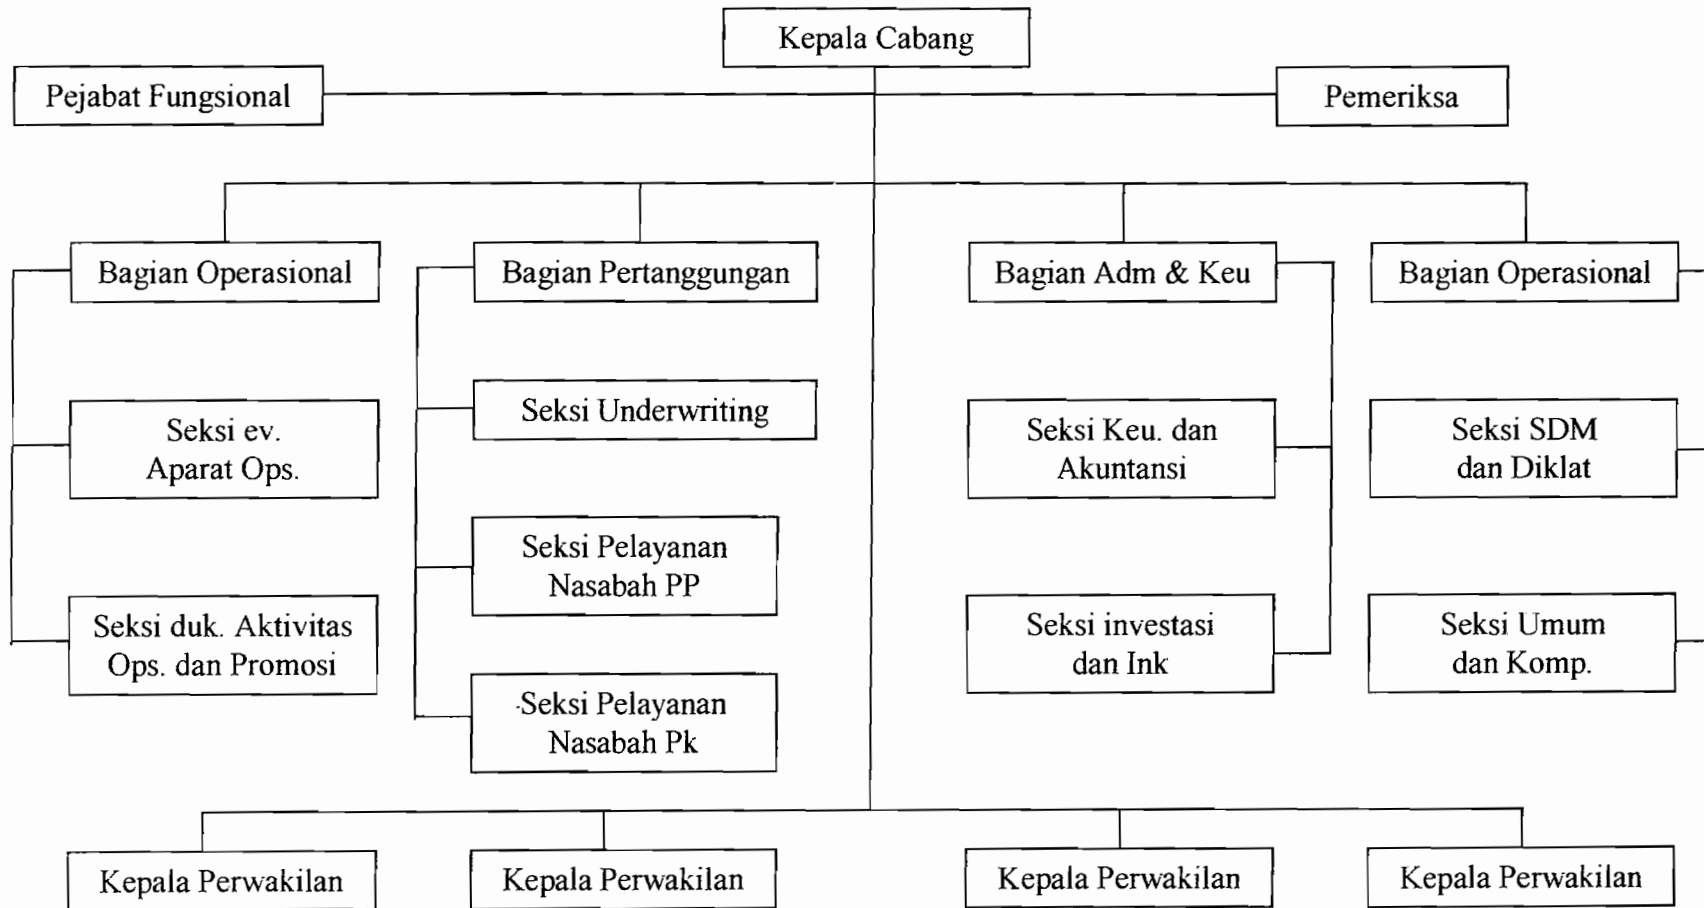 Kepala Cabang
Pejabat Fungsional
Pemeriksa
Bagian Operasional
Bagian Pertanggungan
Bagian Adm & Keu
Bagian Operasional
Seksi ev.
Aparat Ops.
Seksi Underwriting
Seksi Keu. dan
Akuntansi
Seksi SDM
dan Diklat
Seksi Pelayanan
Nasabah PP
Seksi duk. Aktivitas
Ops. dan Promosi
Seksi investasi
dan Ink
Seksi Umum
dan Komp.
Seksi Pelayanan
Nasabah Pk
Kepala Perwakilan
Kepala Perwakilan
Kepala Perwakilan
Kepala Perwakilan